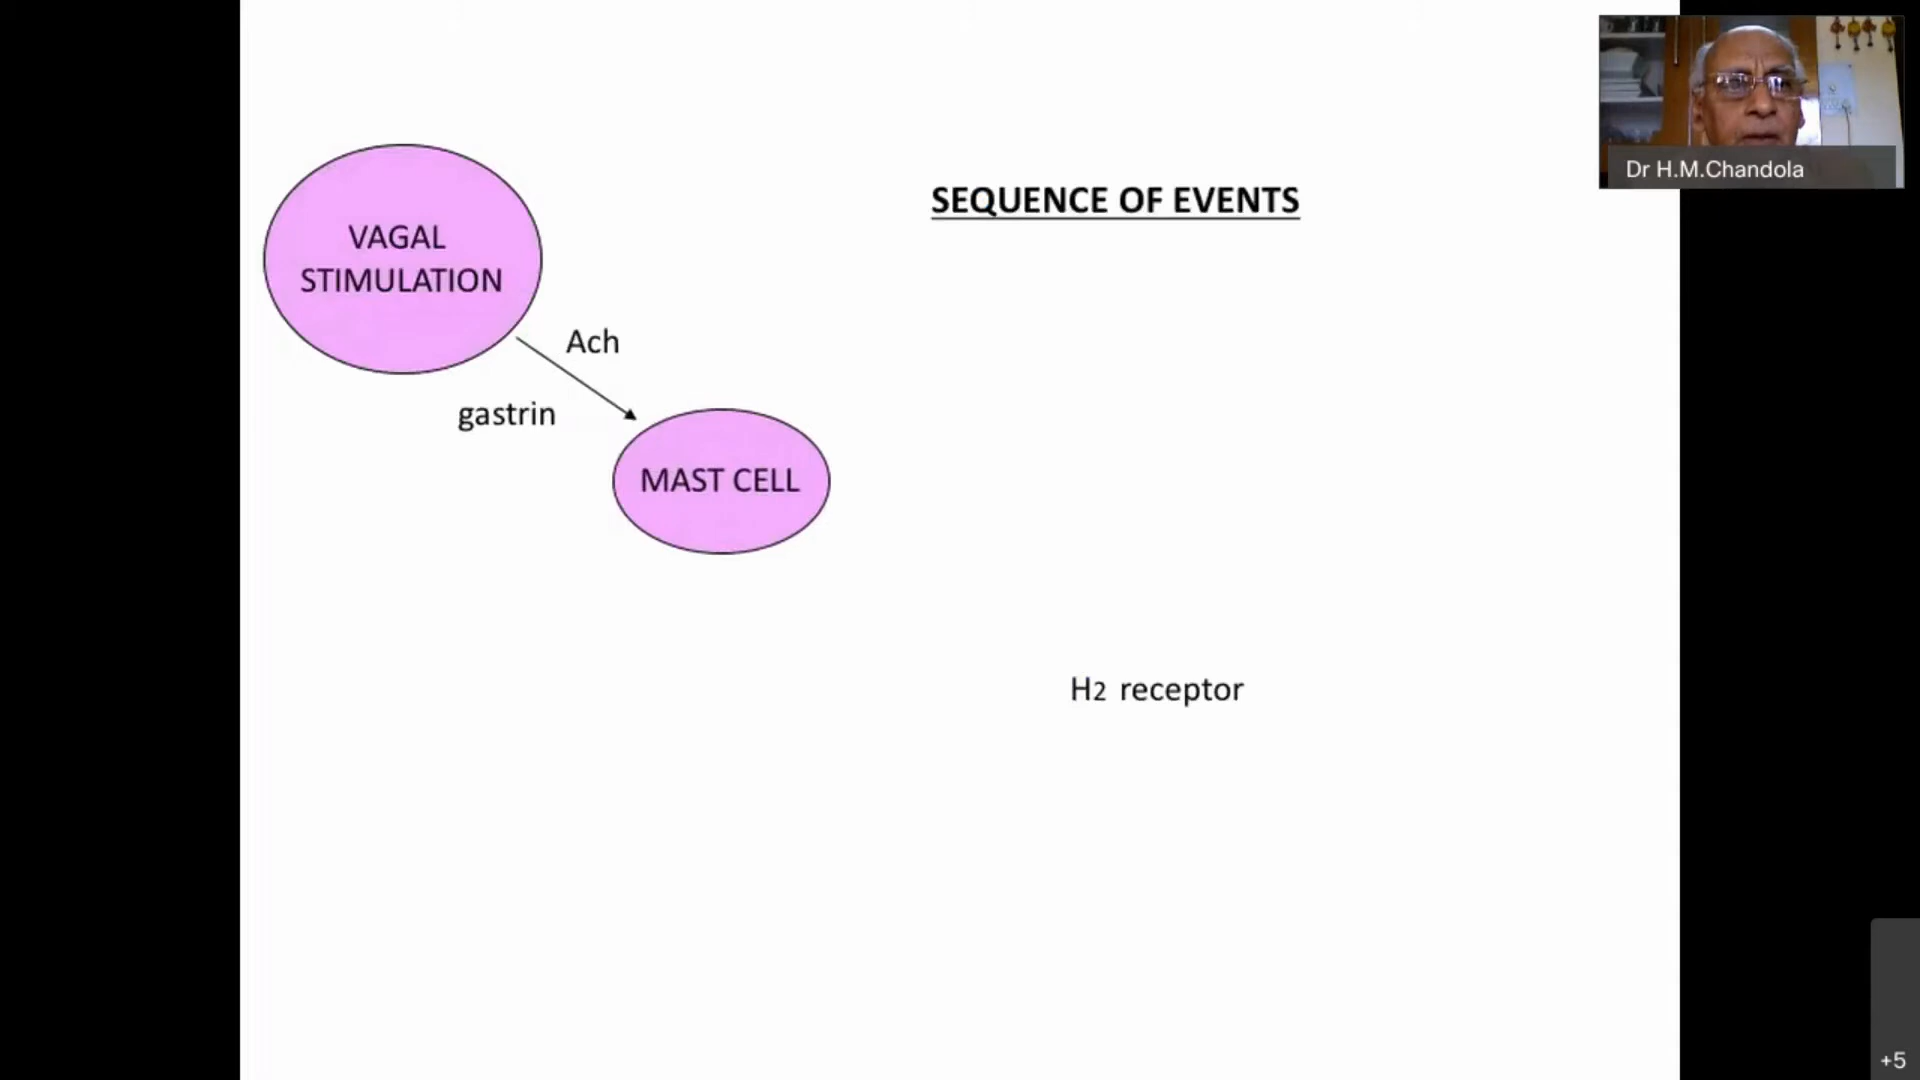 Dr H.M.Chandola
SEQUENCE OF EVENTS
VAGAL
STIMULATION
Ach
gastrin
MAST CELL
H2 receptor
+5